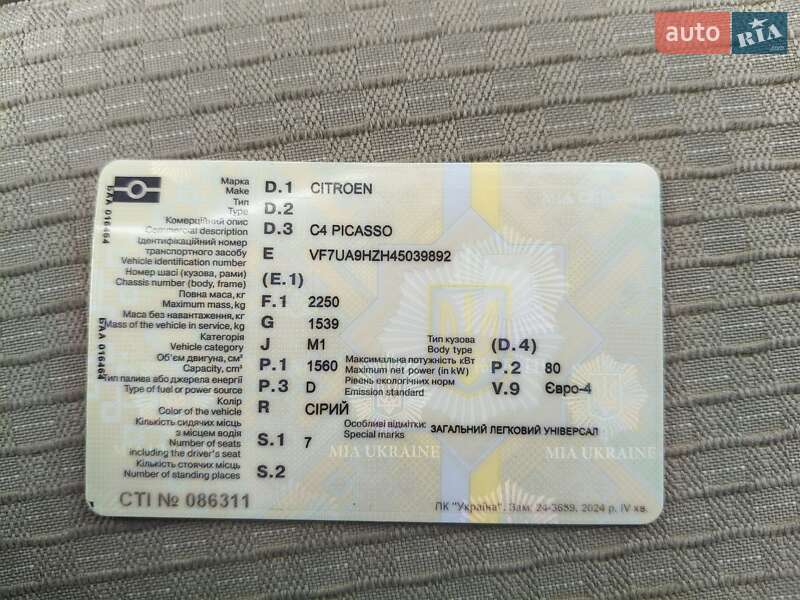 auto RIA.com
БАА 016464
Марка
Make D.1 CITROEN
Тип
Type D.2
Комерційний опис
Commercial description D.3 C4 PICASSO
Ідентифікаційний номер
транспортного засобу E VF7UA9HZH45039892
Vehicle identification number
Номер шасі (кузова, рами) (E.1)
Chassis number (body, frame)
Повна маса, кг F.1 2250
Maximum mass, kg
Маса без навантаження, кг G 1539
Mass of the vehicle in service, kg
Категорія J M1 Тип кузова (D.4)
Vehicle category Body type
Об'єм двигуна, см³ P.1 1560 Максимальна потужність кВт P.2 80
Capacity, cm³ Maximum net power (in kW)
Тип палива або джерела енергії P.3 D Рівень екологічних норм V.9 Євро-4
Type of fuel or power source Emission standard
Колір R СІРИЙ
Color of the vehicle
Кількість сидячих місць Особливі відмітки: ЗАГАЛЬНИЙ ЛЕГКОВИЙ УНІВЕРСАЛ
з місцем водія S.1 7 Special marks
Number of seats MIA UKRAINE MIA UKRAINE
including the driver's seat
Кількість стоячих місць S.2
Number of standing places
БАА 016464
СТІ № 086311
ПК "Україна". Зам. 24-3689. 2024 р. IV кв.